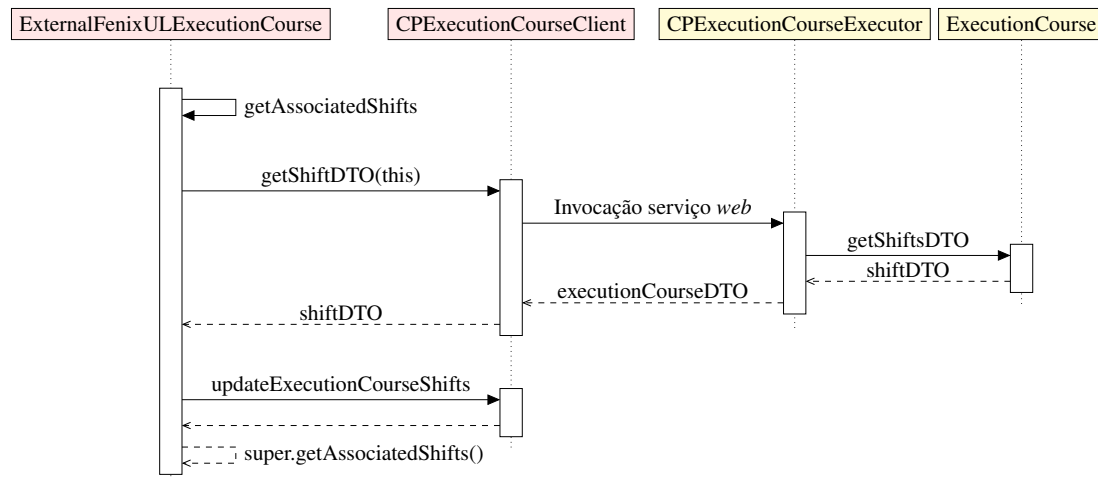 ExternalFenixULExecutionCourse
CPExecutionCourseClient
CPExecutionCourseExecutor
ExecutionCourse
getAssociatedShifts
getShiftDTO(this)
Invocação serviço web
getShiftsDTO
shiftDTO
executionCourseDTO
shiftDTO
updateExecutionCourseShifts
super.getAssociatedShifts()